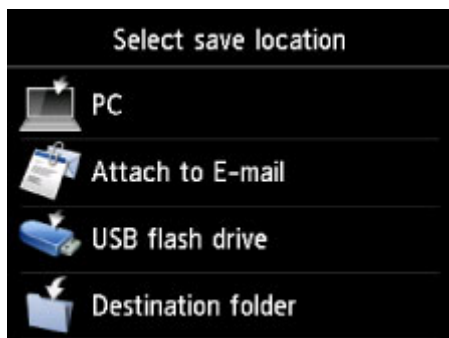 Select save location
PC
Attach to E-mail
USB flash drive
Destination folder